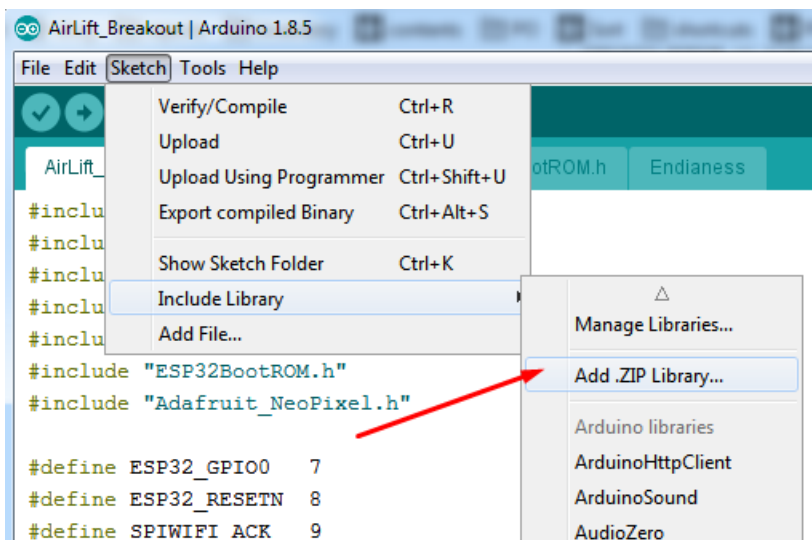 AirLift_Breakout | Arduino 1.8.5
File Edit Sketch Tools Help
Verify/Compile Ctrl+R
Upload Ctrl+U
Upload Using Programmer Ctrl+Shift+U
Export compiled Binary Ctrl+Alt+S
Show Sketch Folder Ctrl+K
Include Library
Add File...
Manage Libraries...
Add .ZIP Library...
Arduino libraries
ArduinoHttpClient
ArduinoSound
AudioZero
AirLift_ otROM.h Endianess
#inclu
#inclu
#inclu
#inclu
#inclu
#include "ESP32BootROM.h"
#include "Adafruit_NeoPixel.h"
#define ESP32_GPIO0 7
#define ESP32_RESETN 8
#define SPIWIFI_ACK 9